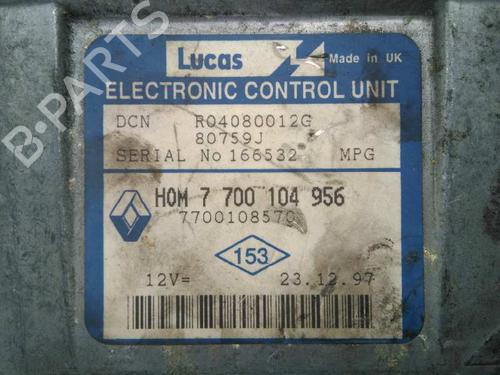 Lucas Made in UK
ELECTRONIC CONTROL UNIT
DCN R04080012G
80759J
SERIAL No 166532 MPG
HOM 7 700 104 956
7700108570
153
12V= 23.12.97
B-PARTS